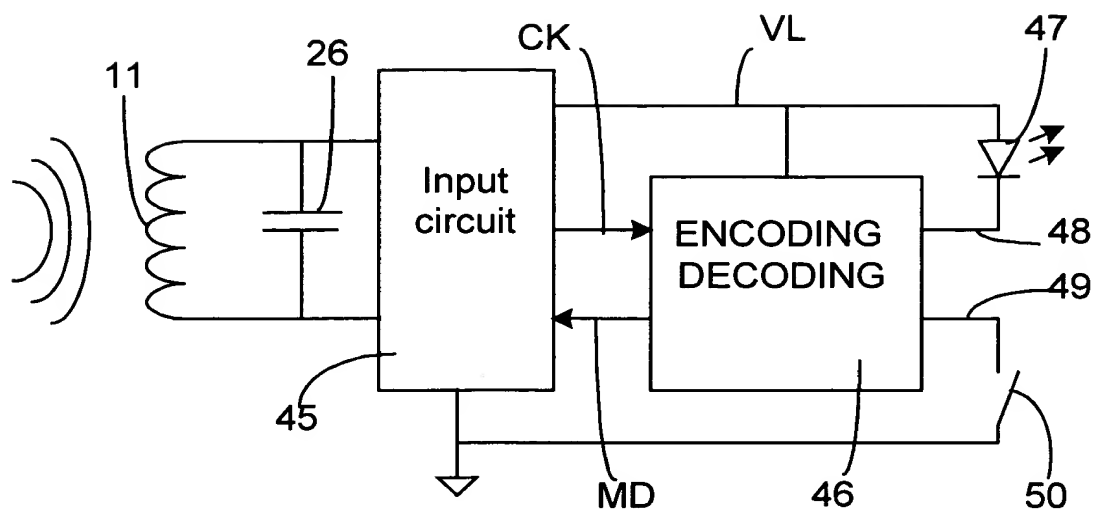 CK
VL
47
26
11
Input
circuit
ENCODING
DECODING
48
49
45
MD
46
50